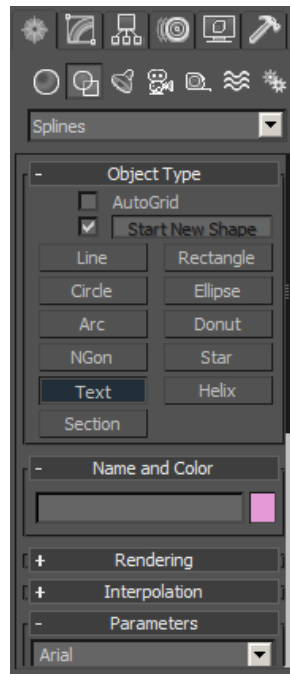 Splines
- Object Type
AutoGrid
Start New Shape
Line Rectangle
Circle Ellipse
Arc Donut
NGon Star
Text Helix
Section
- Name and Color
+ Rendering
+ Interpolation
- Parameters
Arial